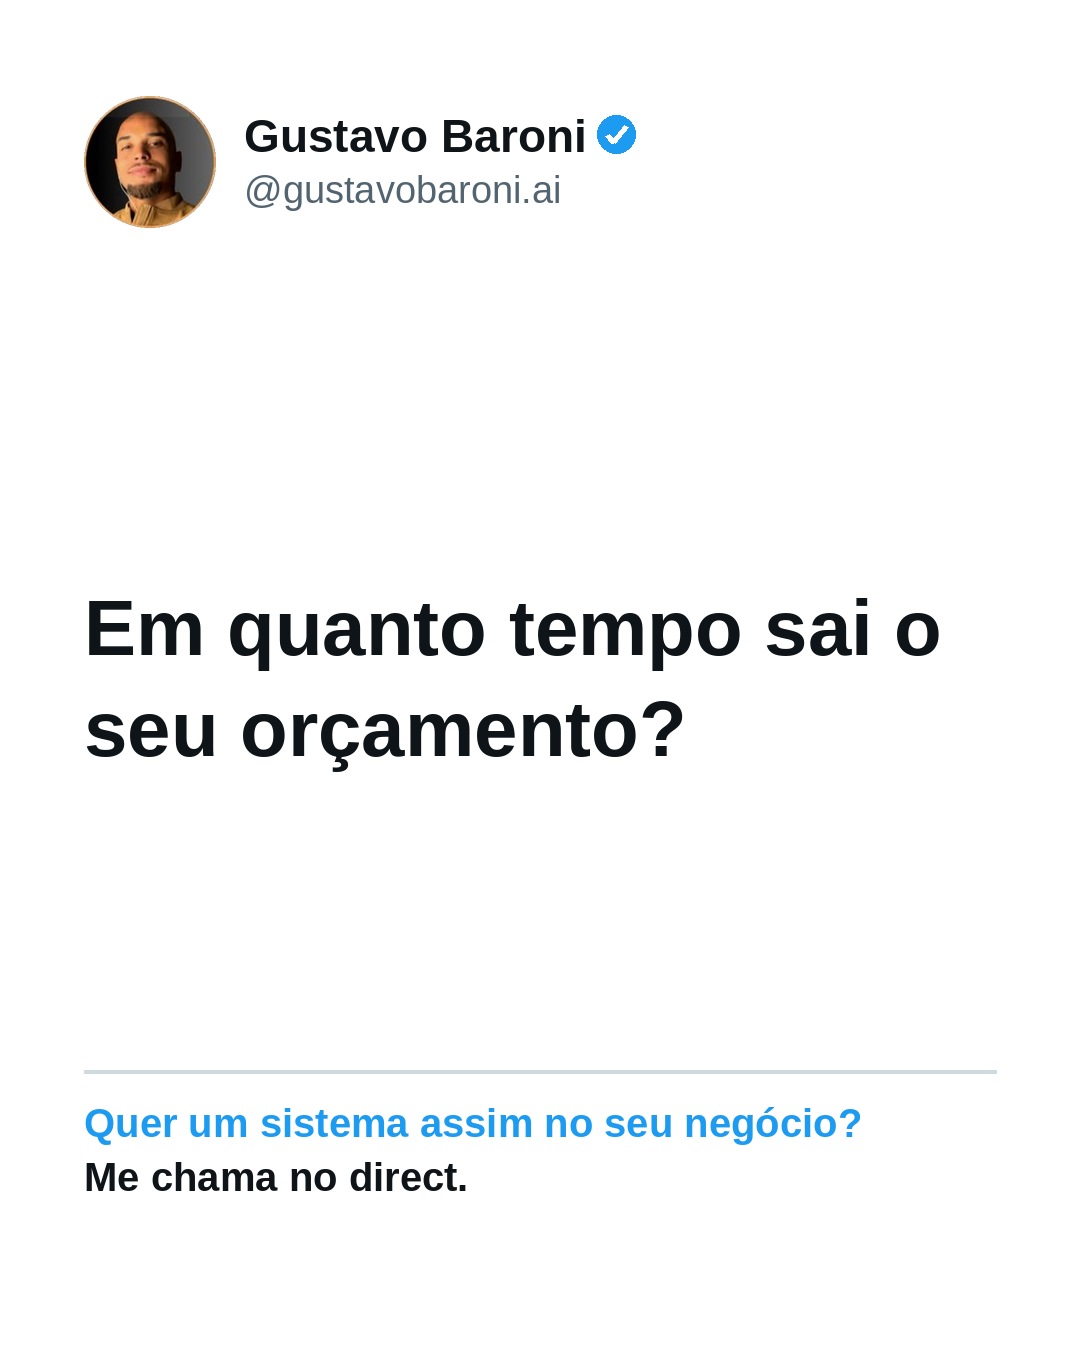 Gustavo Baroni
@gustavobaroni.ai
Em quanto tempo sai o
seu orçamento?
Quer um sistema assim no seu negócio?
Me chama no direct.